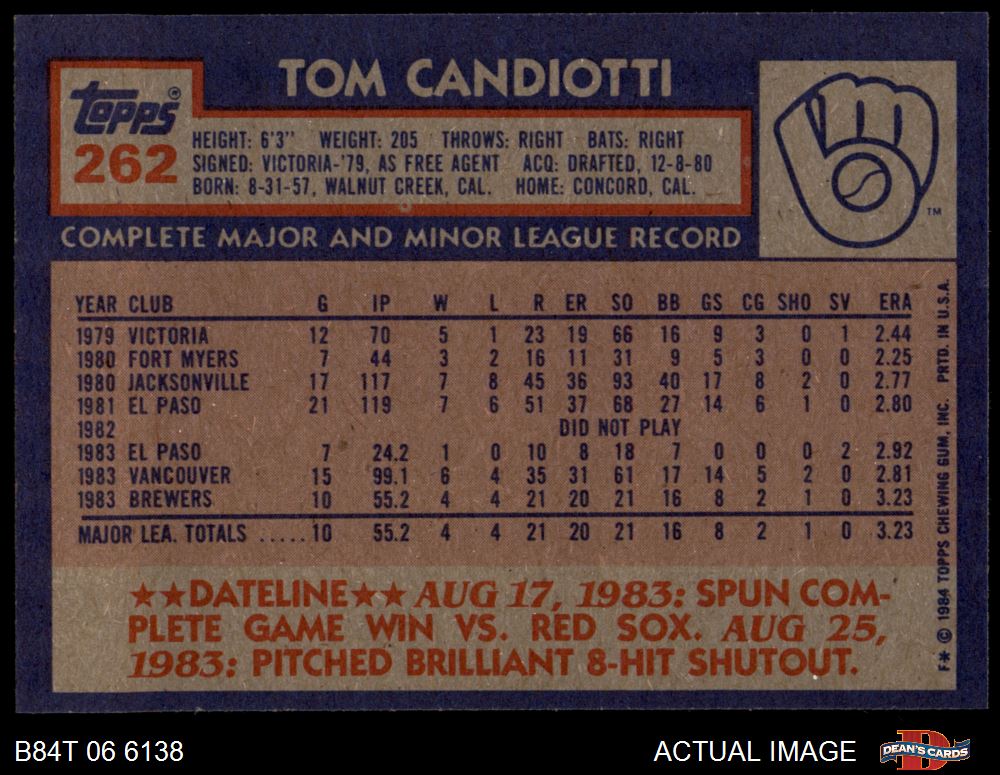 TOM CANDIOTTI
Topps®
262
HEIGHT: 6'3" WEIGHT: 205 THROWS: RIGHT BATS: RIGHT
SIGNED: VICTORIA-'79, AS FREE AGENT ACQ: DRAFTED, 12-8-80
BORN: 8-31-57, WALNUT CREEK, CAL. HOME: CONCORD, CAL.
TM
COMPLETE MAJOR AND MINOR LEAGUE RECORD
YEAR CLUB G IP W L R ER SO BB GS CG SHO SV ERA
1979 VICTORIA 12 70 5 1 23 19 66 16 9 3 0 1 2.44
1980 FORT MYERS 7 44 3 2 16 11 31 9 5 3 0 0 2.25
1980 JACKSONVILLE 17 117 7 8 45 36 93 40 17 8 2 0 2.77
1981 EL PASO 21 119 7 6 51 37 68 27 14 6 1 0 2.80
1982 DID NOT PLAY
1983 EL PASO 7 24.2 1 0 10 8 18 7 0 0 0 2 2.92
1983 VANCOUVER 15 99.1 6 4 35 31 61 17 14 5 2 0 2.81
1983 BREWERS 10 55.2 4 4 21 20 21 16 8 2 1 0 3.23
MAJOR LEA. TOTALS .....10 55.2 4 4 21 20 21 16 8 2 1 0 3.23
★★DATELINE★★ AUG 17, 1983: SPUN COM-
PLETE GAME WIN VS. RED SOX. AUG 25,
1983: PITCHED BRILLIANT 8-HIT SHUTOUT.
F* © 1984 TOPPS CHEWING GUM, INC. PRTD. IN U.S.A.
B84T 06 6138
ACTUAL IMAGE
D
DEAN'S CARDS